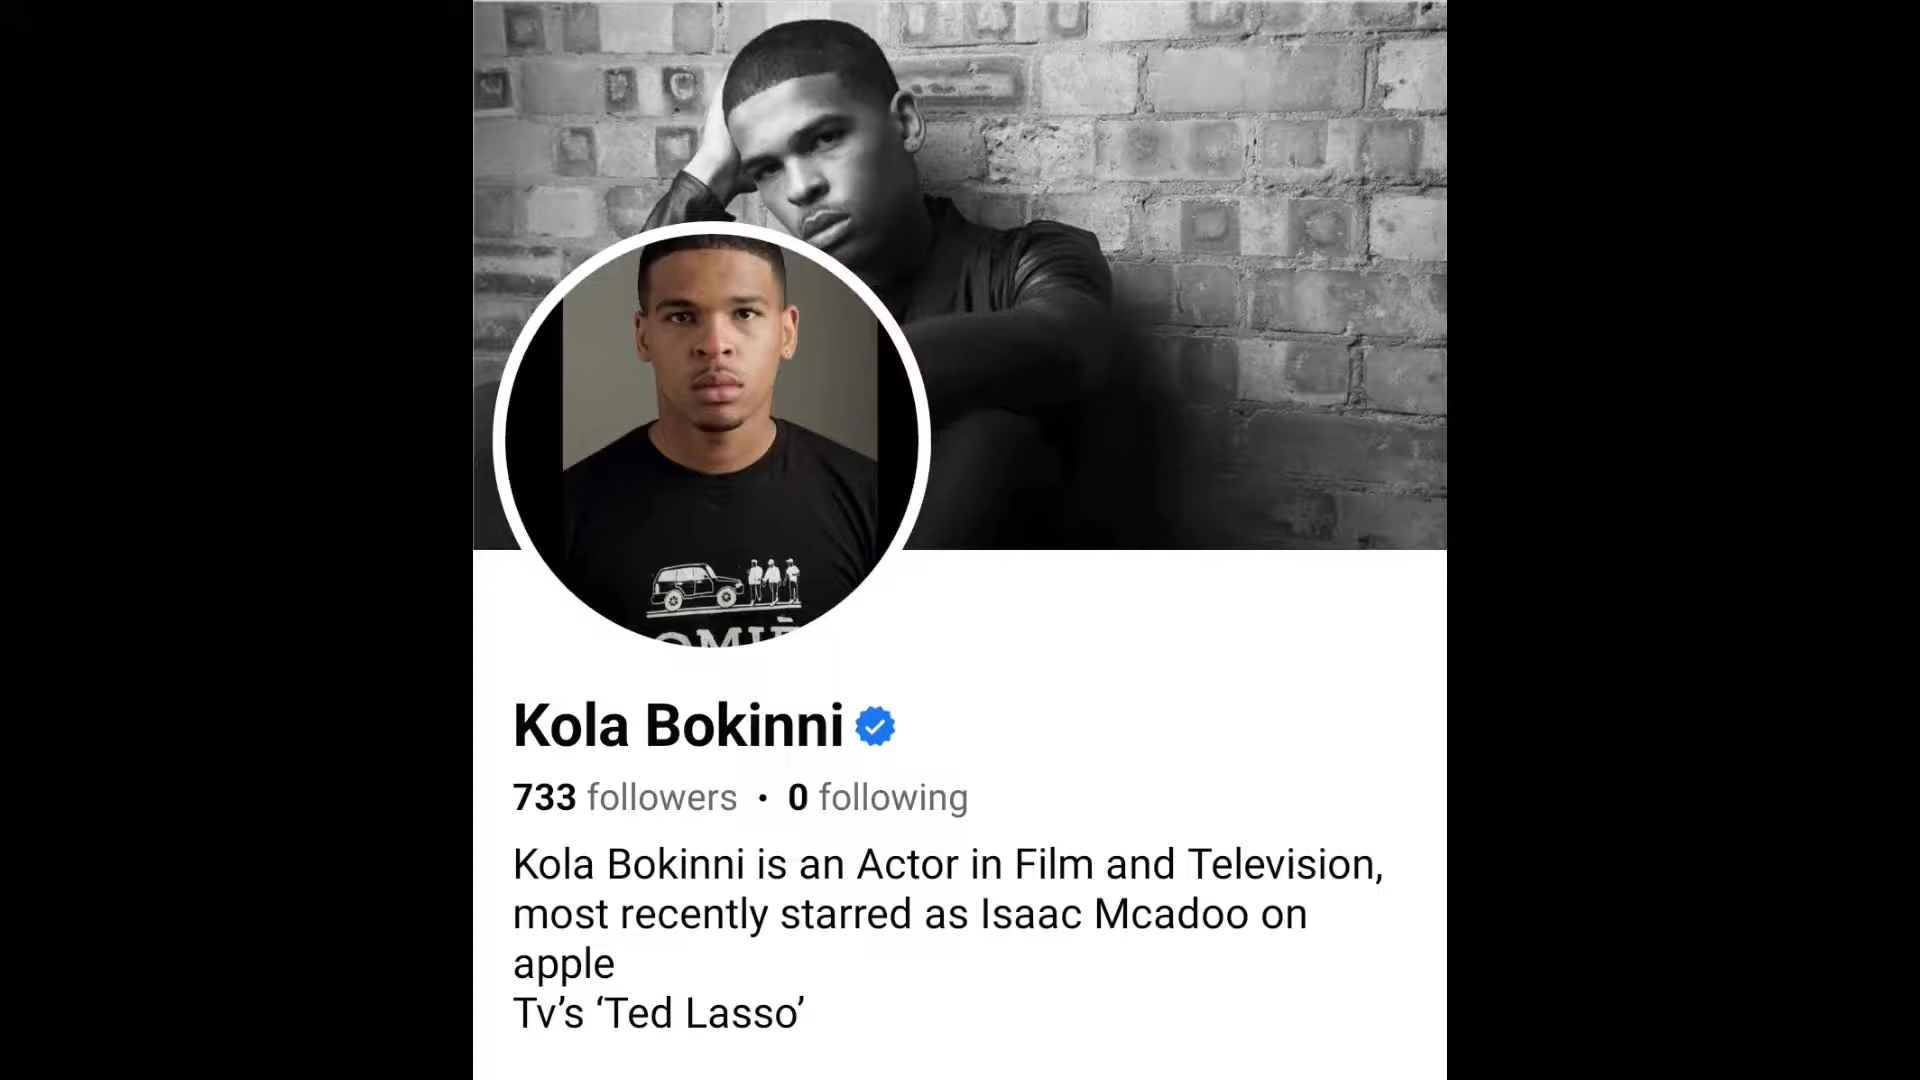 Kola Bokinni
733 followers • 0 following
Kola Bokinni is an Actor in Film and Television,
most recently starred as Isaac Mcadoo on
apple
Tv’s ‘Ted Lasso’